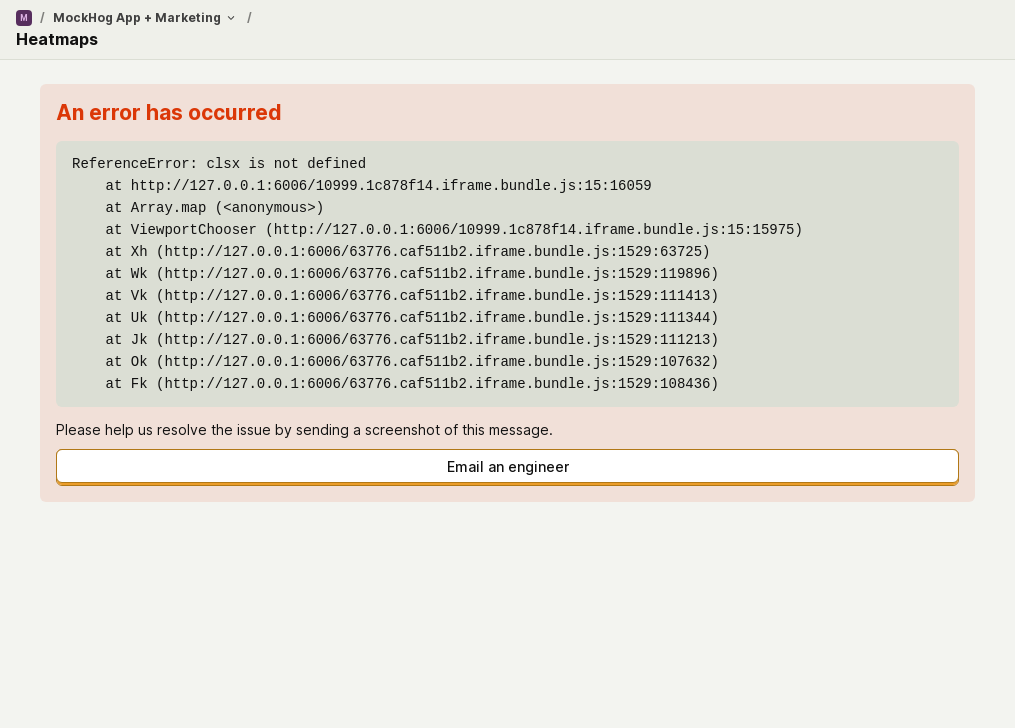 M / MockHog App + Marketing /
Heatmaps
An error has occurred
ReferenceError: clsx is not defined
    at http://127.0.0.1:6006/10999.1c878f14.iframe.bundle.js:15:16059
    at Array.map (<anonymous>)
    at ViewportChooser (http://127.0.0.1:6006/10999.1c878f14.iframe.bundle.js:15:15975)
    at Xh (http://127.0.0.1:6006/63776.caf511b2.iframe.bundle.js:1529:63725)
    at Wk (http://127.0.0.1:6006/63776.caf511b2.iframe.bundle.js:1529:119896)
    at Vk (http://127.0.0.1:6006/63776.caf511b2.iframe.bundle.js:1529:111413)
    at Uk (http://127.0.0.1:6006/63776.caf511b2.iframe.bundle.js:1529:111344)
    at Jk (http://127.0.0.1:6006/63776.caf511b2.iframe.bundle.js:1529:111213)
    at Ok (http://127.0.0.1:6006/63776.caf511b2.iframe.bundle.js:1529:107632)
    at Fk (http://127.0.0.1:6006/63776.caf511b2.iframe.bundle.js:1529:108436)
Please help us resolve the issue by sending a screenshot of this message.
Email an engineer